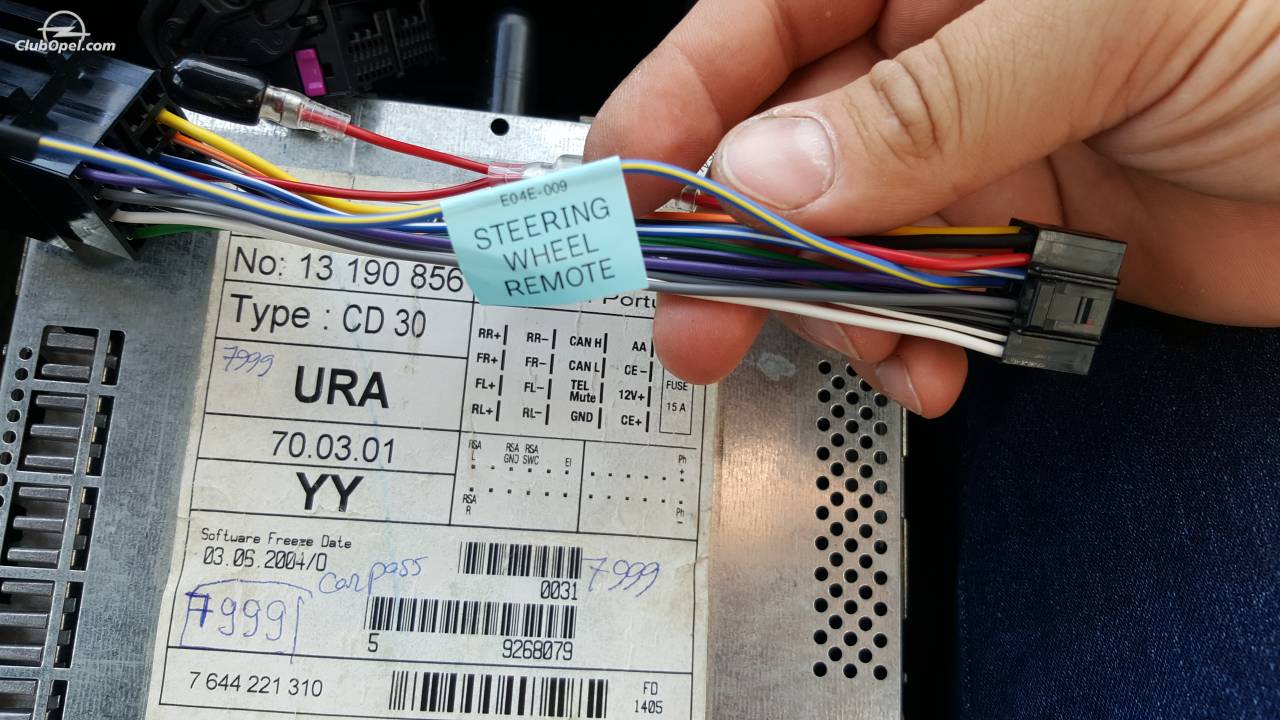 ClubOpel.com
E04E-009
STEERING
WHEEL
REMOTE
No: 13 190 856
Portu
Type : CD 30
7999
URA
70.03.01
YY
RR+ RR- CAN H AA
FR+ FR- CAN L CE-
FL+ FL- TEL Mute 12V+
RL+ RL- GND CE+
FUSE
15 A
RSA L RSA GND RSA SWC El Ph +
RSA R Ph -
Software Freeze Date
03.06.2004/0
carpass
7999
0031
7999
5 9268079
7 644 221 310
FD
1405